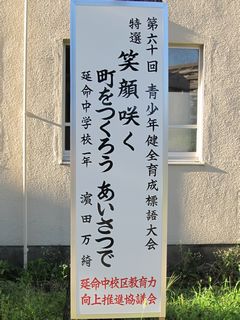 第六十回 青少年健全育成標語大会
特選
笑顔咲く
町をつくろう あいさつで
延命中学校一年 濵田万綺
延命中校区教育力
向上推進協議会